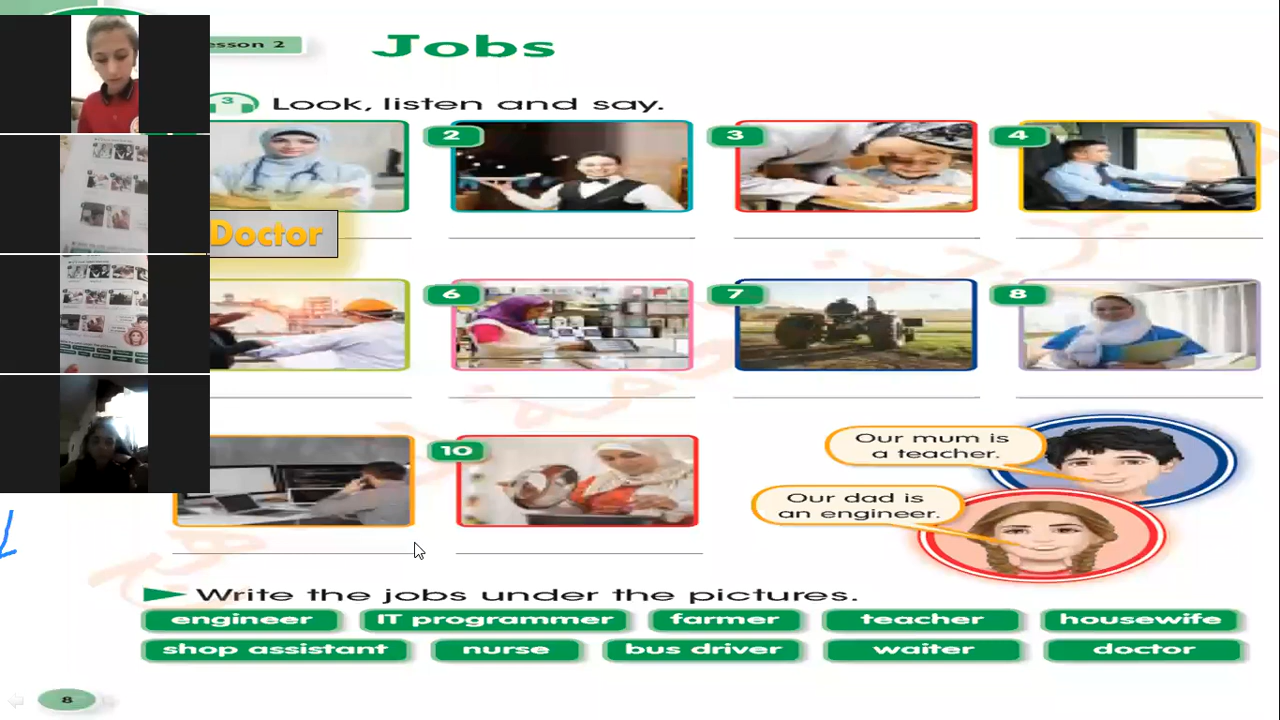 esson 2
Jobs
3
Look, listen and say.
2
3
4
Doctor
6
7
8
10
Our mum is
a teacher.
Our dad is
an engineer.
Write the jobs under the pictures.
engineer
IT programmer
farmer
teacher
housewife
shop assistant
nurse
bus driver
waiter
doctor
8